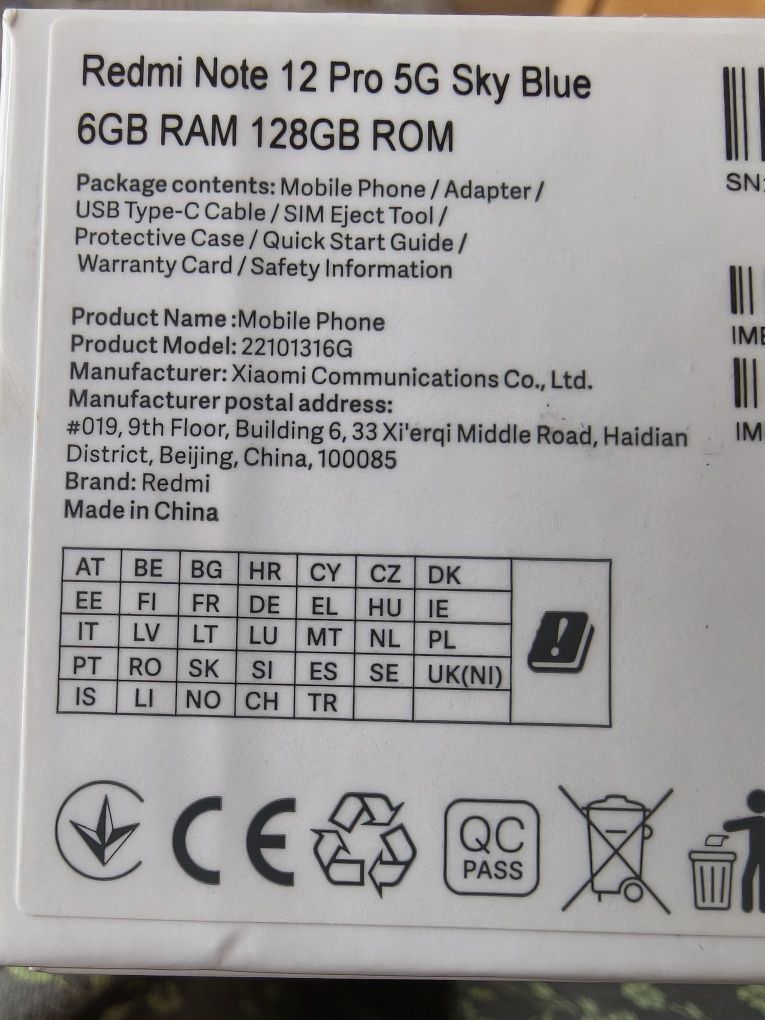 Redmi Note 12 Pro 5G Sky Blue
6GB RAM 128GB ROM
Package contents: Mobile Phone / Adapter /
USB Type-C Cable / SIM Eject Tool /
Protective Case / Quick Start Guide /
Warranty Card / Safety Information
Product Name :Mobile Phone
Product Model: 22101316G
Manufacturer: Xiaomi Communications Co., Ltd.
Manufacturer postal address:
#019, 9th Floor, Building 6, 33 Xi'erqi Middle Road, Haidian
District, Beijing, China, 100085
Brand: Redmi
Made in China
AT BE BG HR CY CZ DK
EE FI FR DE EL HU IE
IT LV LT LU MT NL PL
PT RO SK SI ES SE UK(NI)
IS LI NO CH TR
CE
QC
PASS
SN: